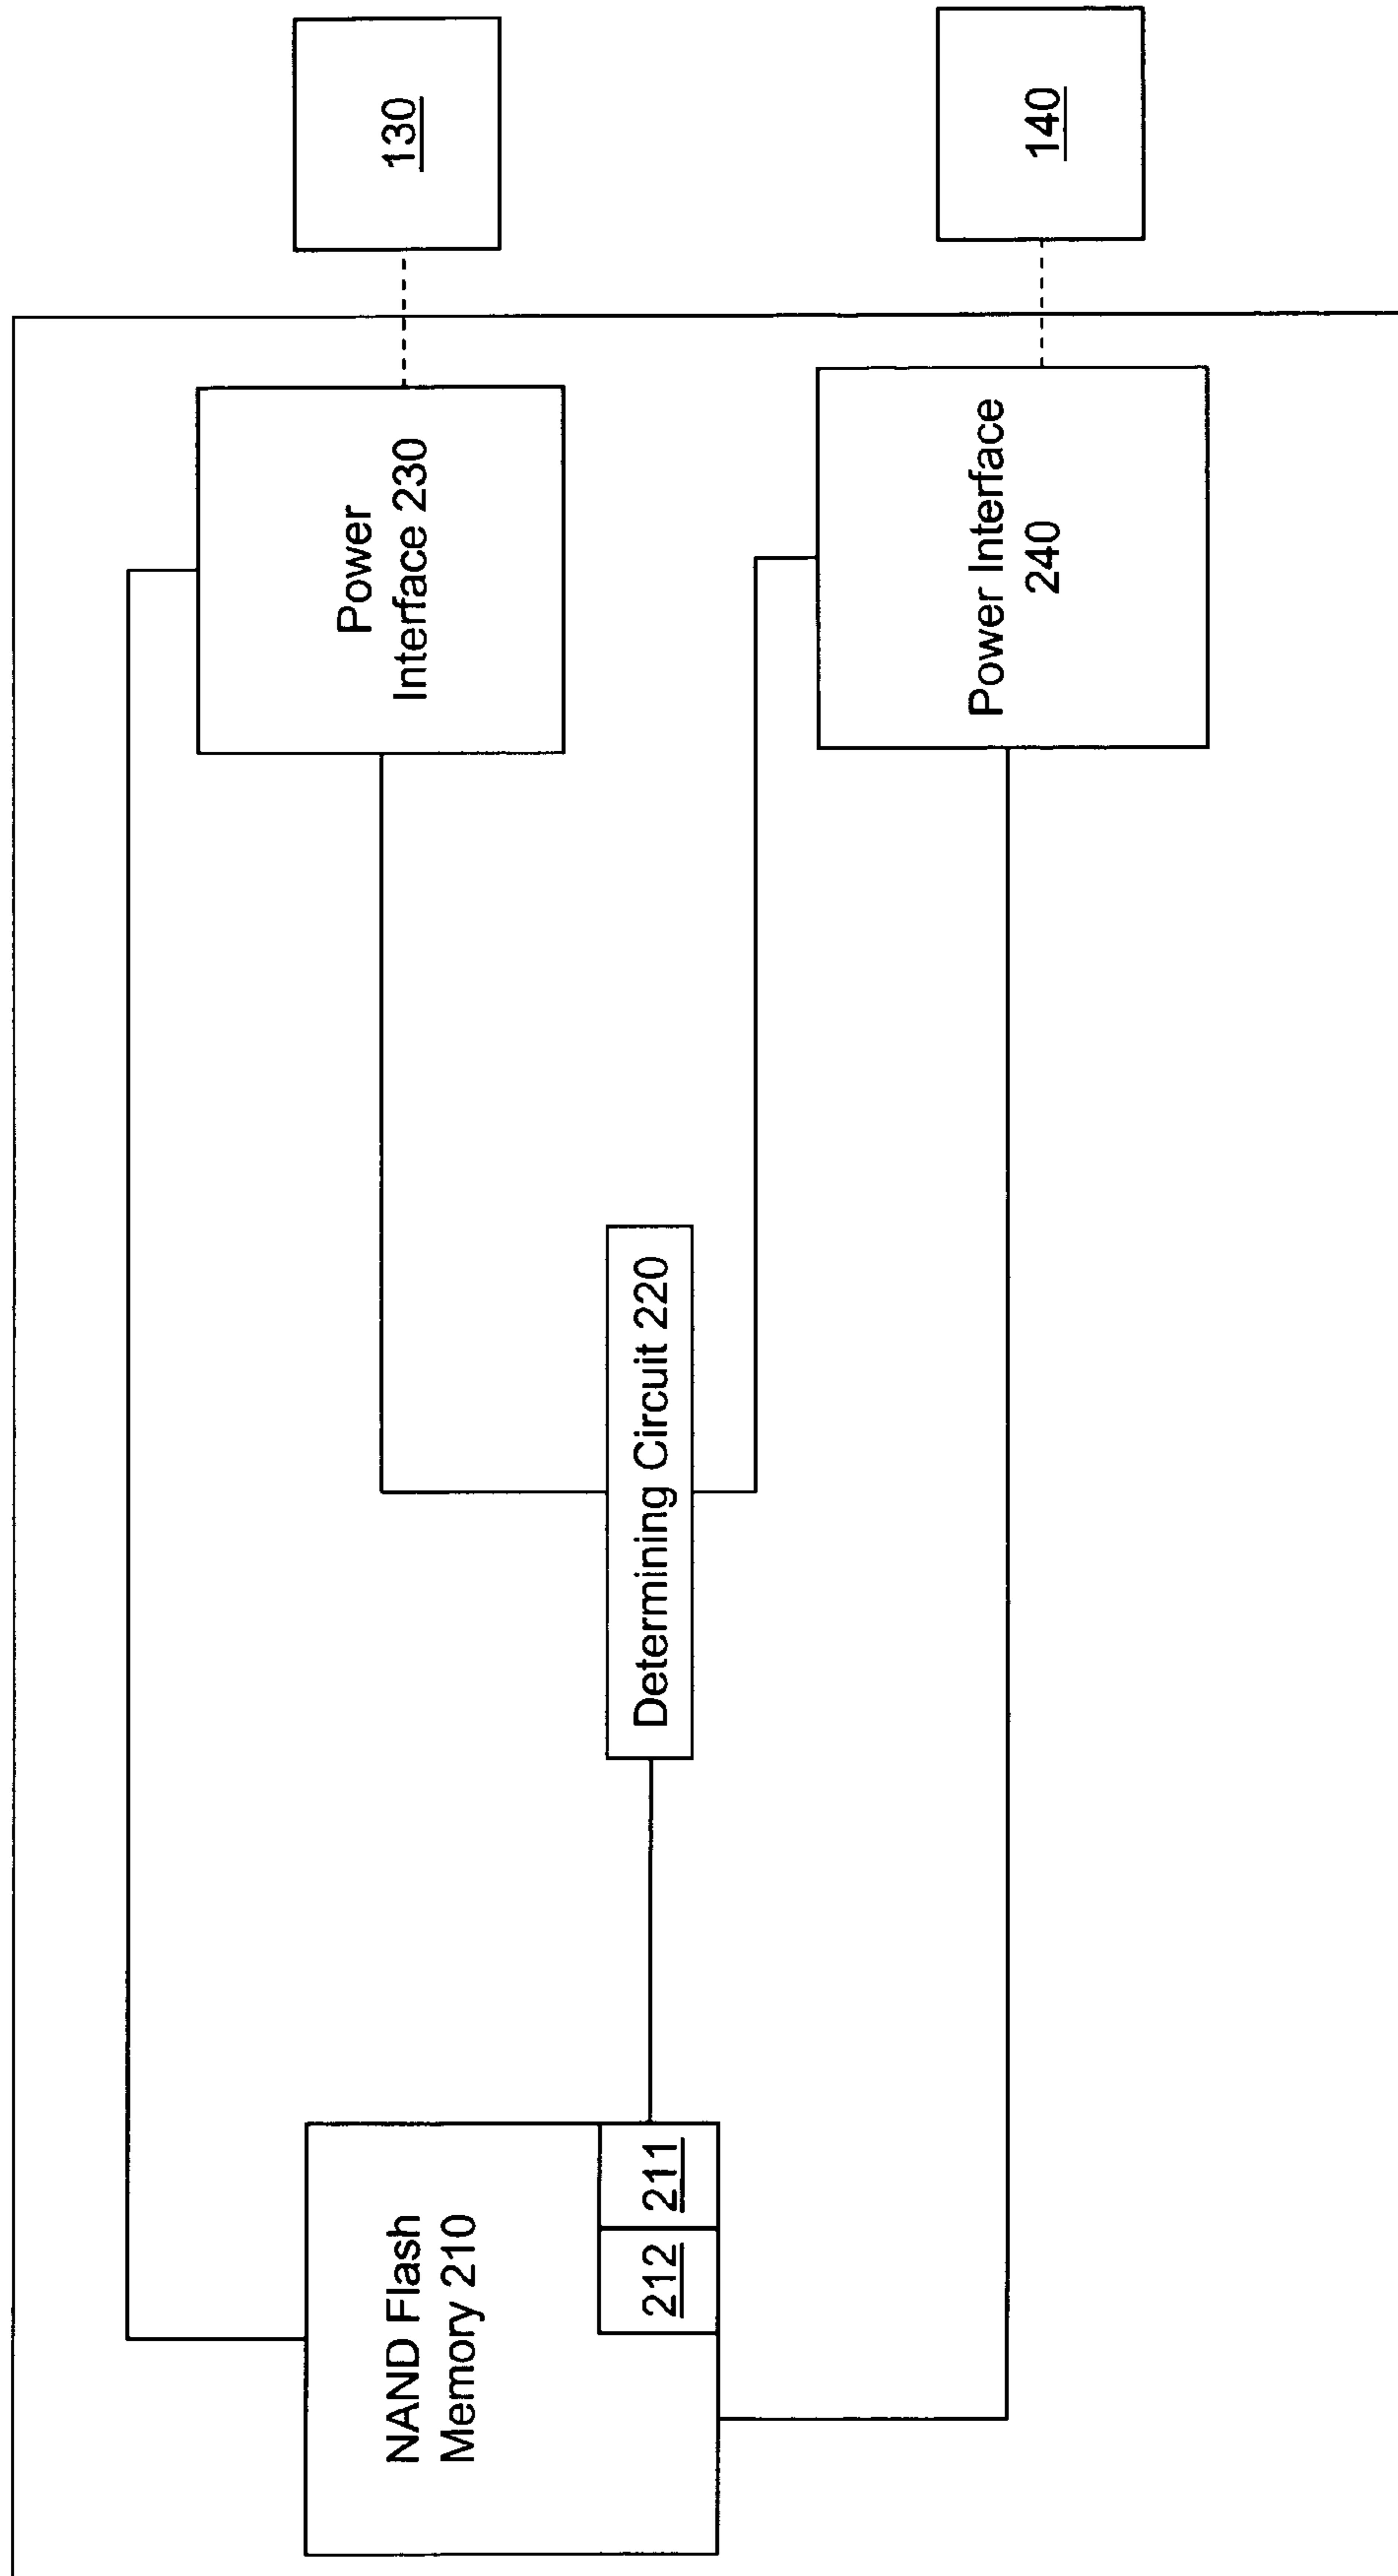 130
140
Power
Interface 230
Power Interface
240
Determining Circuit 220
NAND Flash
Memory 210
211
212